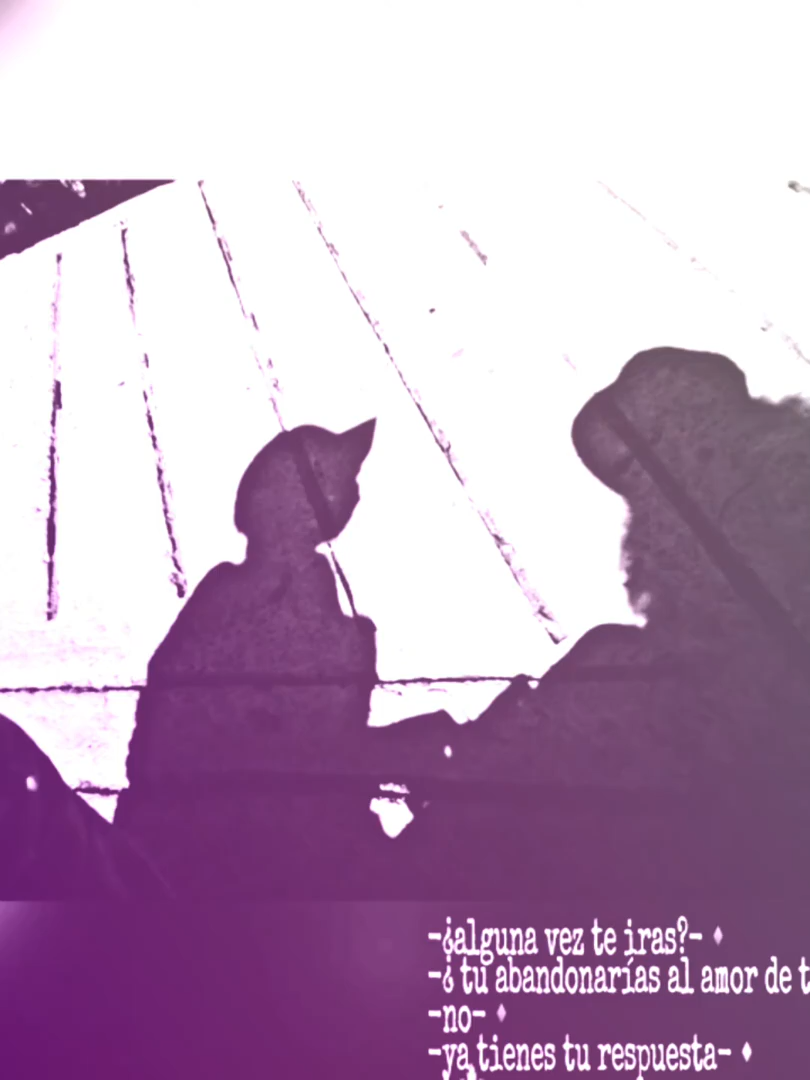 -¿alguna vez te iras?- ♦
-¿ tu abandonarías al amor de t
-no- ♦
-ya tienes tu respuesta- ♦